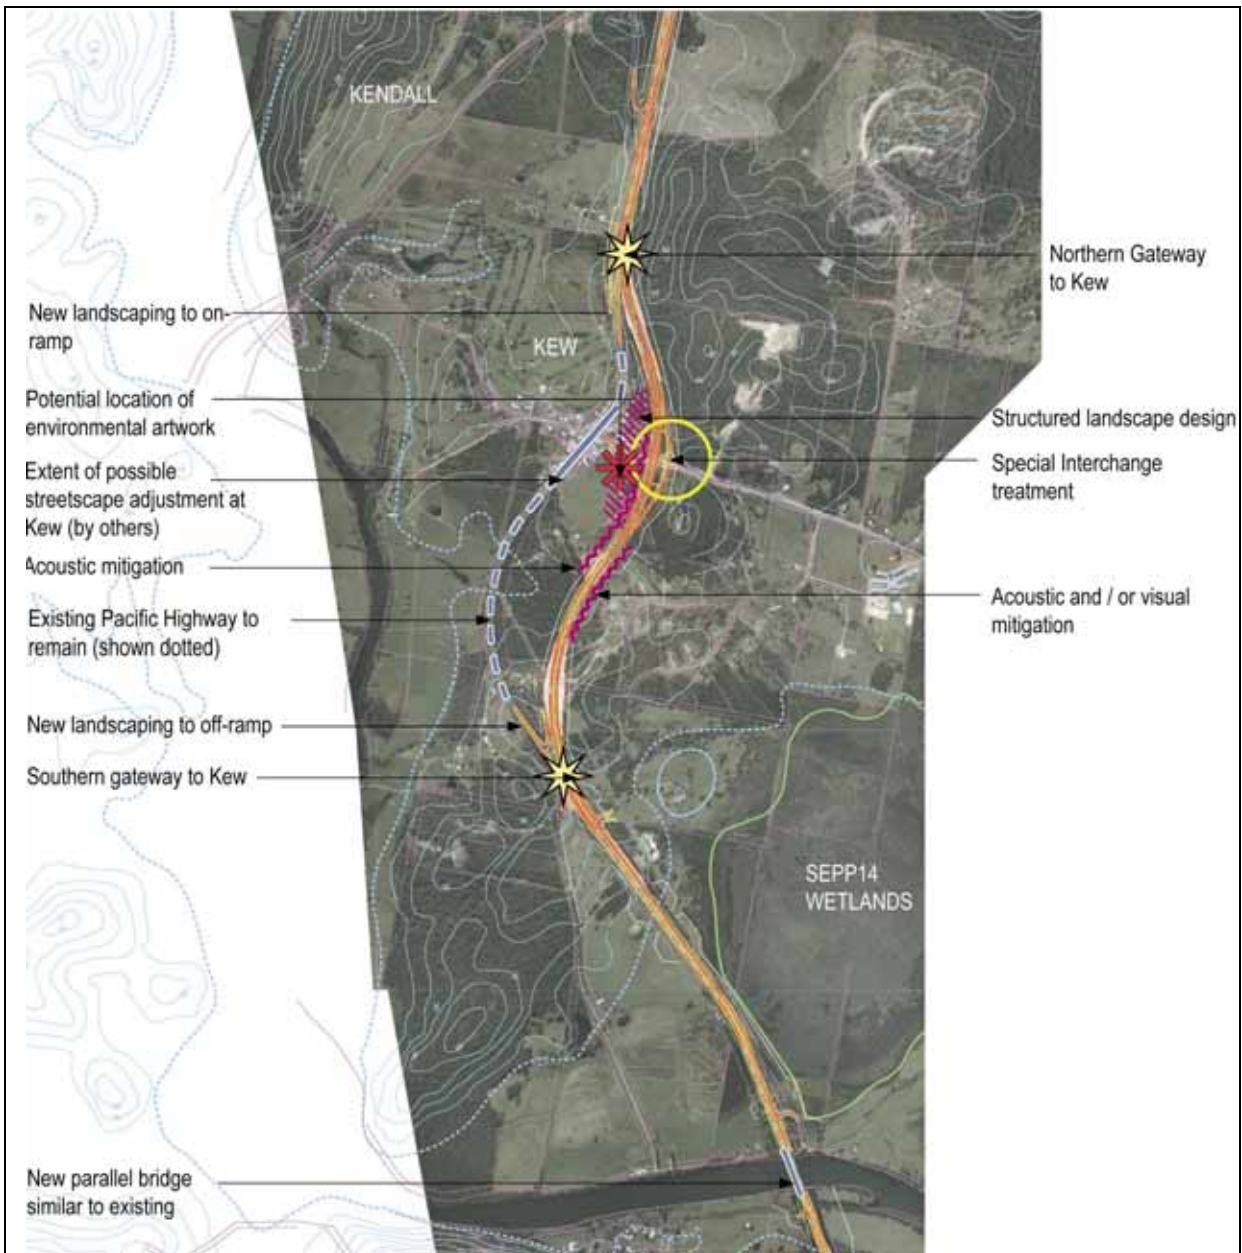 KENDALL
Northern Gateway
to Kew
New landscaping to on-
ramp
KEW
Potential location of
environmental artwork
Structured landscape design
Extent of possible
streetscape adjustment at
Kew (by others)
Special Interchange
treatment
Acoustic mitigation
Acoustic and / or visual
mitigation
Existing Pacific Highway to
remain (shown dotted)
New landscaping to off-ramp
Southern gateway to Kew
SEPP14
WETLANDS
New parallel bridge
similar to existing